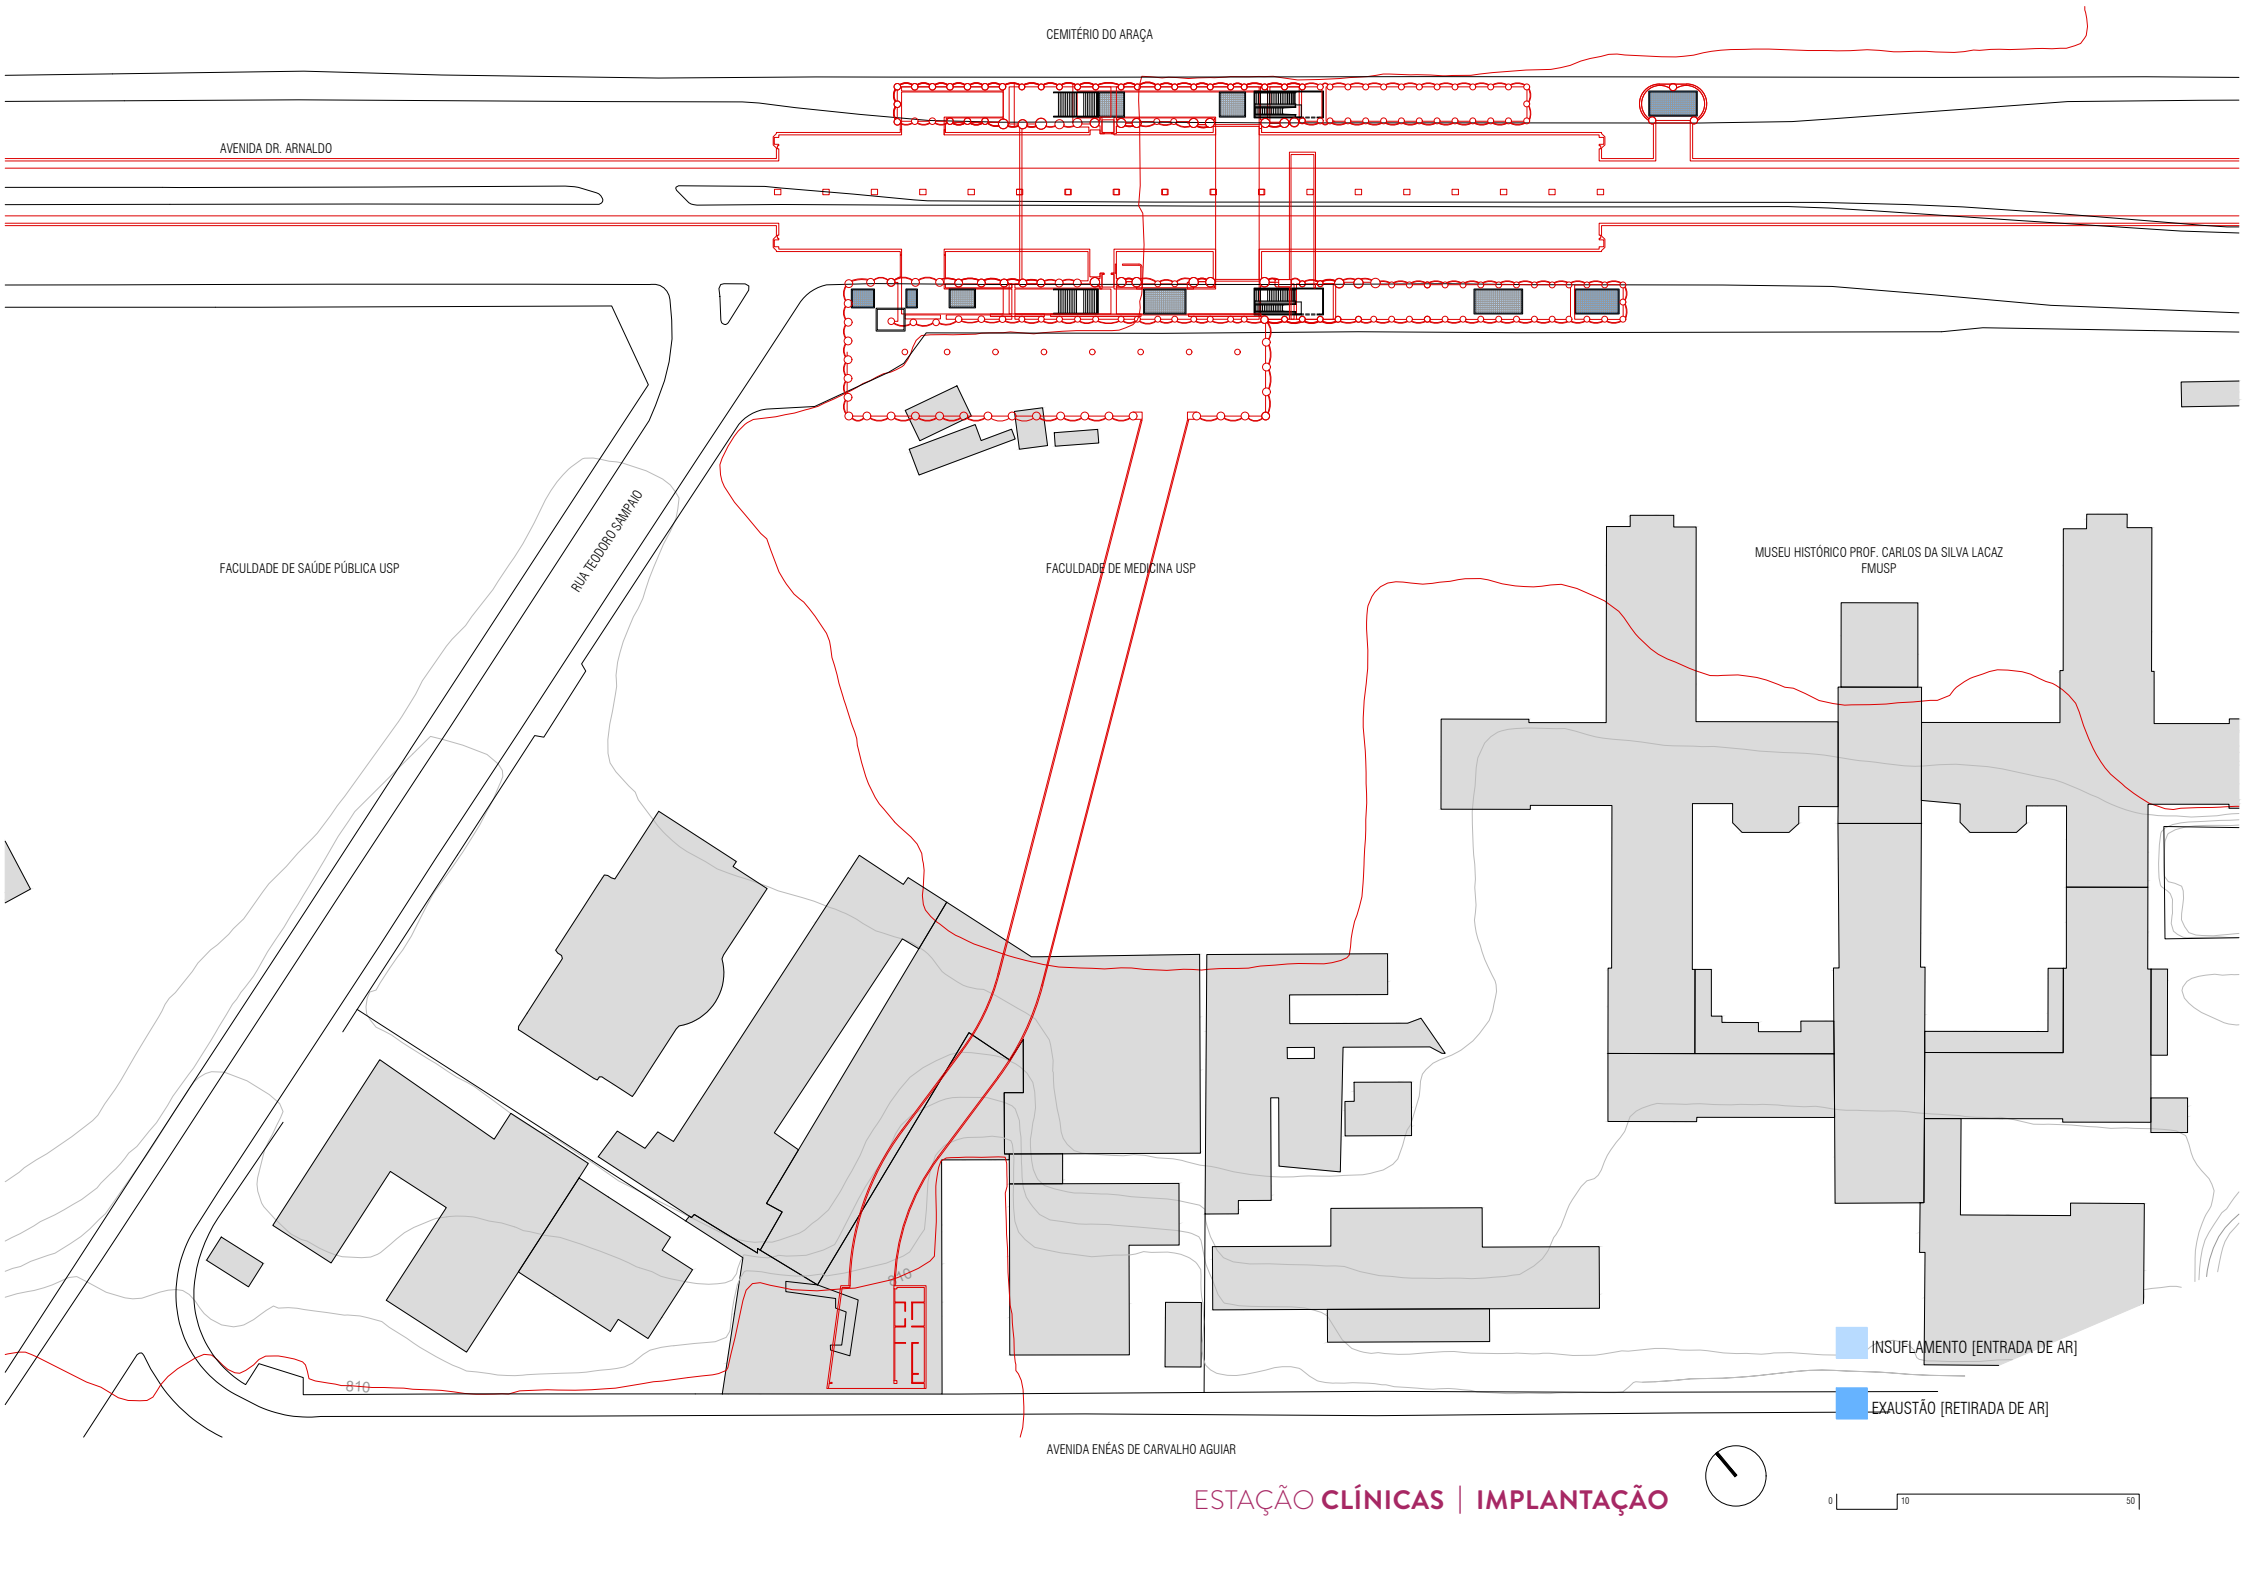 CEMITÉRIO DO ARAÇA
AVENIDA DR. ARNALDO
RUA TEODORO SAMPAIO
FACULDADE DE SAÚDE PÚBLICA USP
FACULDADE DE MEDICINA USP
MUSEU HISTÓRICO PROF. CARLOS DA SILVA LACAZ
FMUSP
810
810
INSUFLAMENTO [ENTRADA DE AR]
EXAUSTÃO [RETIRADA DE AR]
AVENIDA ENÉAS DE CARVALHO AGUIAR
ESTAÇÃO CLÍNICAS | IMPLANTAÇÃO
0 10 50